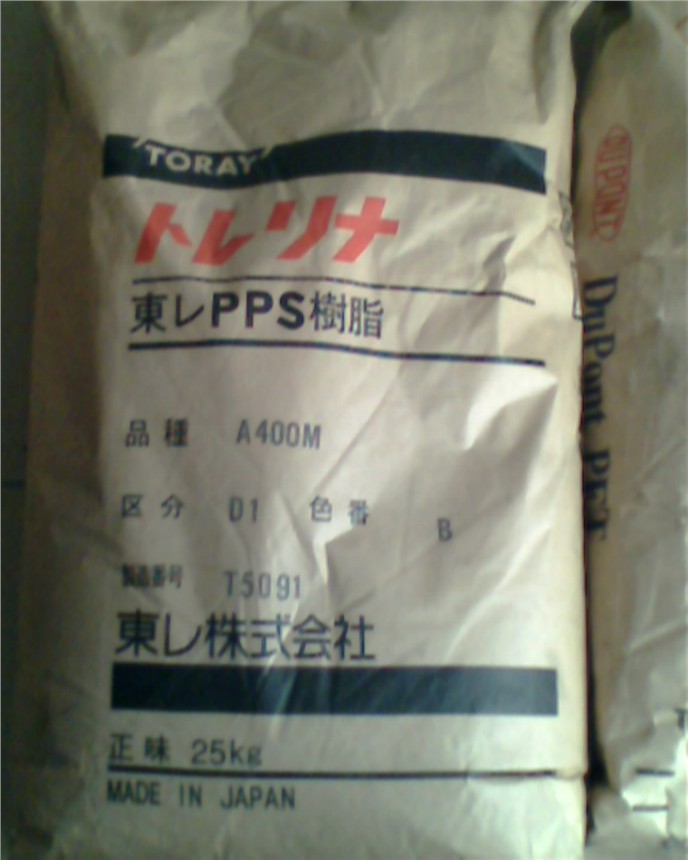 TORAY
トレリナ
東レPPS樹脂
品種 A400M
区分 D1 色番 B
製造番号 T5091
東レ株式会社
正味 25kg
MADE IN JAPAN
DUPONT
DuPont PET